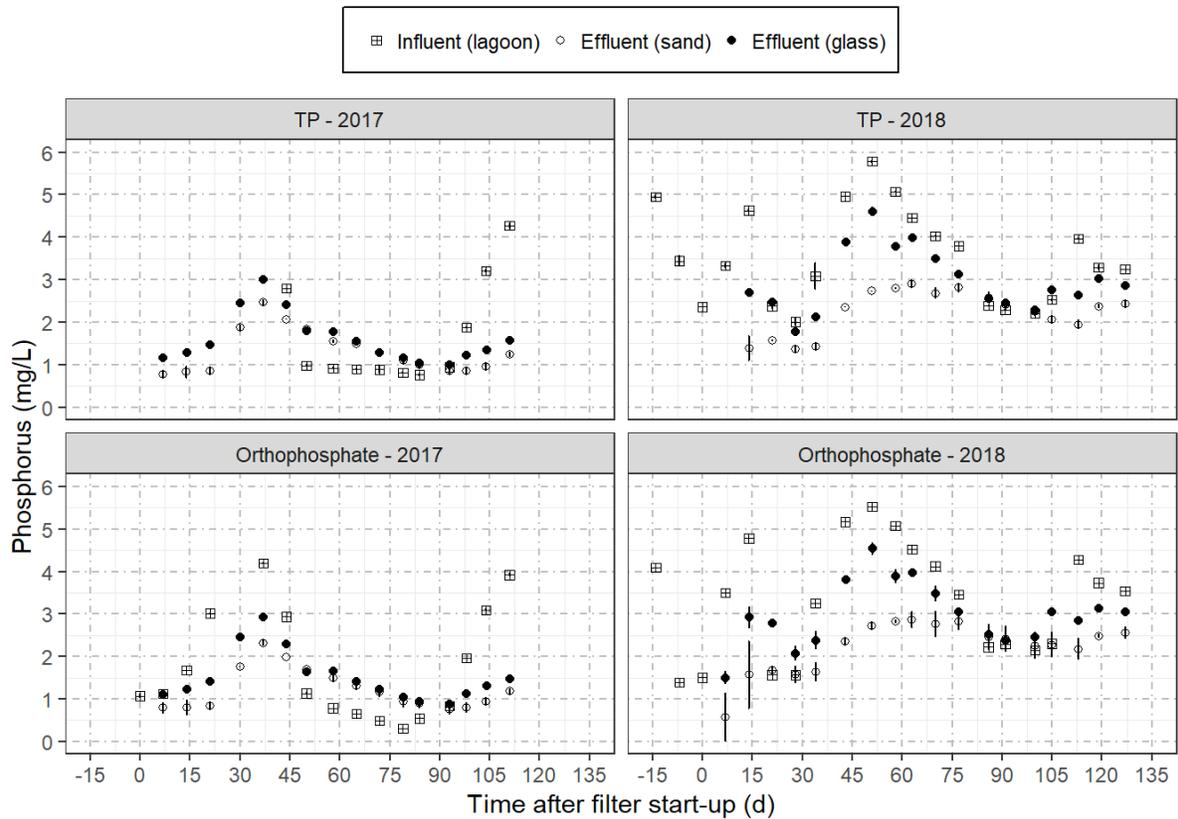 Influent (lagoon) Effluent (sand) Effluent (glass)
TP - 2017 TP - 2018
6
5
4
3
2
1
0
Orthophosphate - 2017 Orthophosphate - 2018
6
5
4
3
2
1
0
Phosphorus (mg/L)
-15 0 15 30 45 60 75 90 105 120 135 -15 0 15 30 45 60 75 90 105 120 135
Time after filter start-up (d)